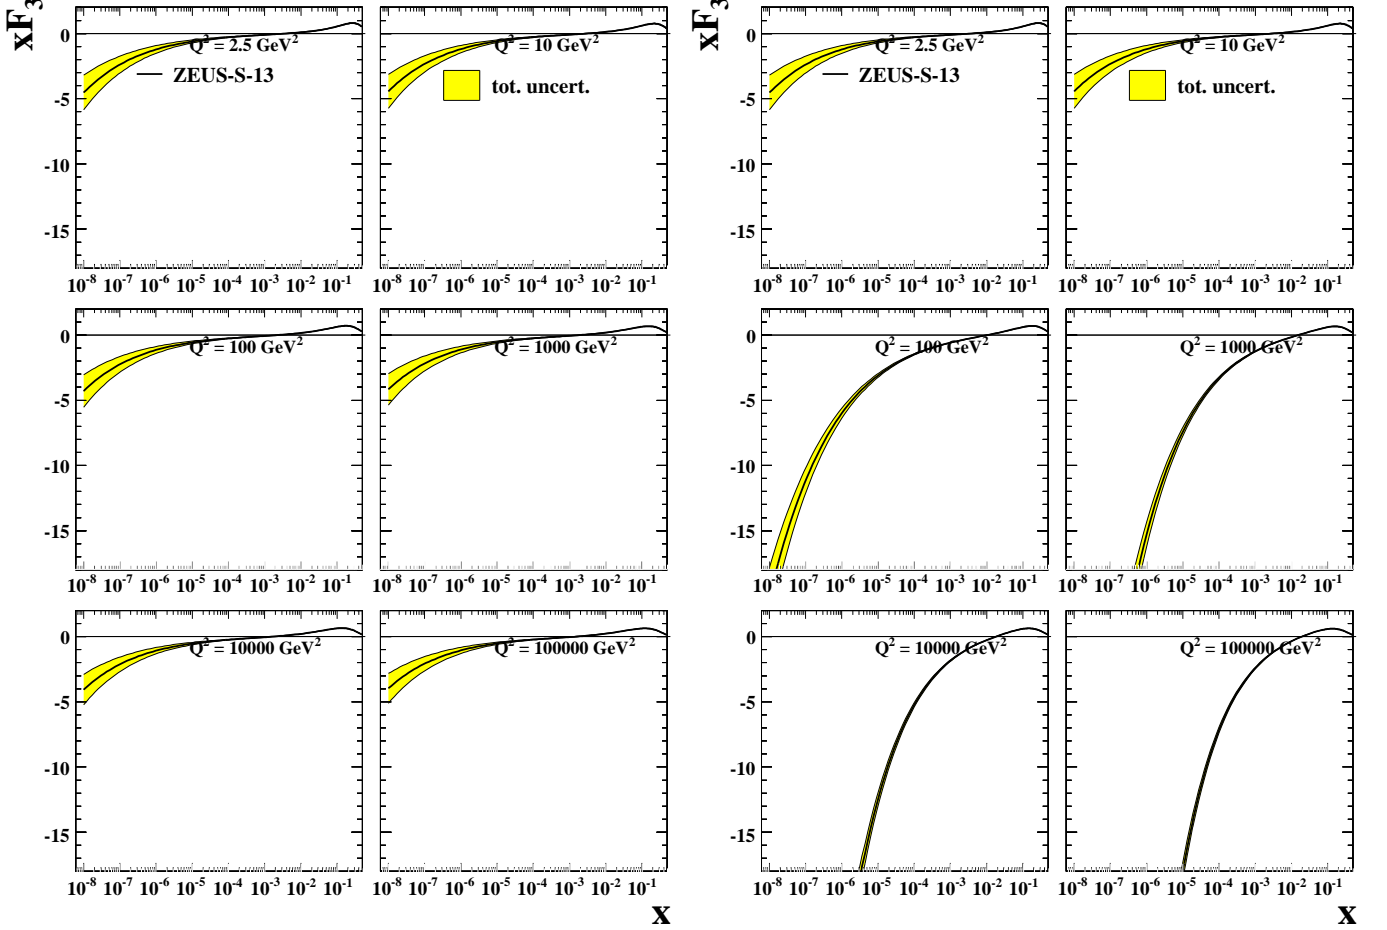 xF3 xF3
0 Q² = 2.5 GeV² Q² = 10 GeV² 0 Q² = 2.5 GeV² Q² = 10 GeV²
ZEUS-S-13 tot. uncert. ZEUS-S-13 tot. uncert.
-5 -5
-10 -10
-15 -15
10⁻⁸ 10⁻⁷ 10⁻⁶ 10⁻⁵ 10⁻⁴ 10⁻³ 10⁻² 10⁻¹ 10⁻⁸ 10⁻⁷ 10⁻⁶ 10⁻⁵ 10⁻⁴ 10⁻³ 10⁻² 10⁻¹ 10⁻⁸ 10⁻⁷ 10⁻⁶ 10⁻⁵ 10⁻⁴ 10⁻³ 10⁻² 10⁻¹ 10⁻⁸ 10⁻⁷ 10⁻⁶ 10⁻⁵ 10⁻⁴ 10⁻³ 10⁻² 10⁻¹
0 Q² = 100 GeV² Q² = 1000 GeV² 0 Q² = 100 GeV² Q² = 1000 GeV²
-5 -5
-10 -10
-15 -15
10⁻⁸ 10⁻⁷ 10⁻⁶ 10⁻⁵ 10⁻⁴ 10⁻³ 10⁻² 10⁻¹ 10⁻⁸ 10⁻⁷ 10⁻⁶ 10⁻⁵ 10⁻⁴ 10⁻³ 10⁻² 10⁻¹ 10⁻⁸ 10⁻⁷ 10⁻⁶ 10⁻⁵ 10⁻⁴ 10⁻³ 10⁻² 10⁻¹ 10⁻⁸ 10⁻⁷ 10⁻⁶ 10⁻⁵ 10⁻⁴ 10⁻³ 10⁻² 10⁻¹
0 Q² = 10000 GeV² Q² = 100000 GeV² 0 Q² = 10000 GeV² Q² = 100000 GeV²
-5 -5
-10 -10
-15 -15
10⁻⁸ 10⁻⁷ 10⁻⁶ 10⁻⁵ 10⁻⁴ 10⁻³ 10⁻² 10⁻¹ 10⁻⁸ 10⁻⁷ 10⁻⁶ 10⁻⁵ 10⁻⁴ 10⁻³ 10⁻² 10⁻¹ 10⁻⁸ 10⁻⁷ 10⁻⁶ 10⁻⁵ 10⁻⁴ 10⁻³ 10⁻² 10⁻¹ 10⁻⁸ 10⁻⁷ 10⁻⁶ 10⁻⁵ 10⁻⁴ 10⁻³ 10⁻² 10⁻¹
x x